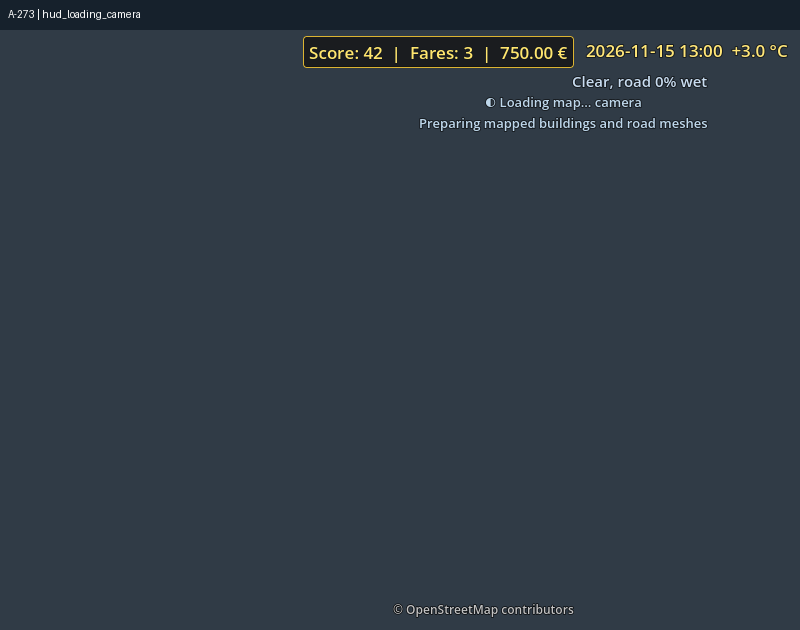 A-273 | hud_loading_camera
Score: 42 | Fares: 3 | 750.00 € 2026-11-15 13:00 +3.0 °C
Clear, road 0% wet
◐ Loading map... camera
Preparing mapped buildings and road meshes
© OpenStreetMap contributors